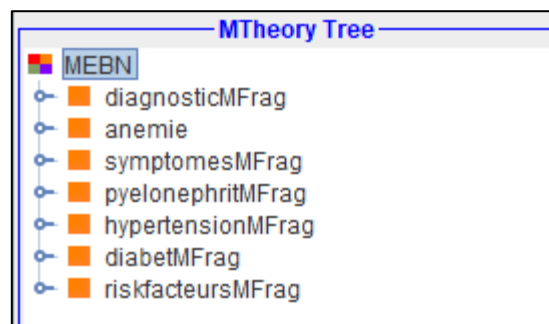 MTheory Tree
MEBN
diagnosticMFrag
anemie
symptomesMFrag
pyelonephritMFrag
hypertensionMFrag
diabetMFrag
riskfacteursMFrag